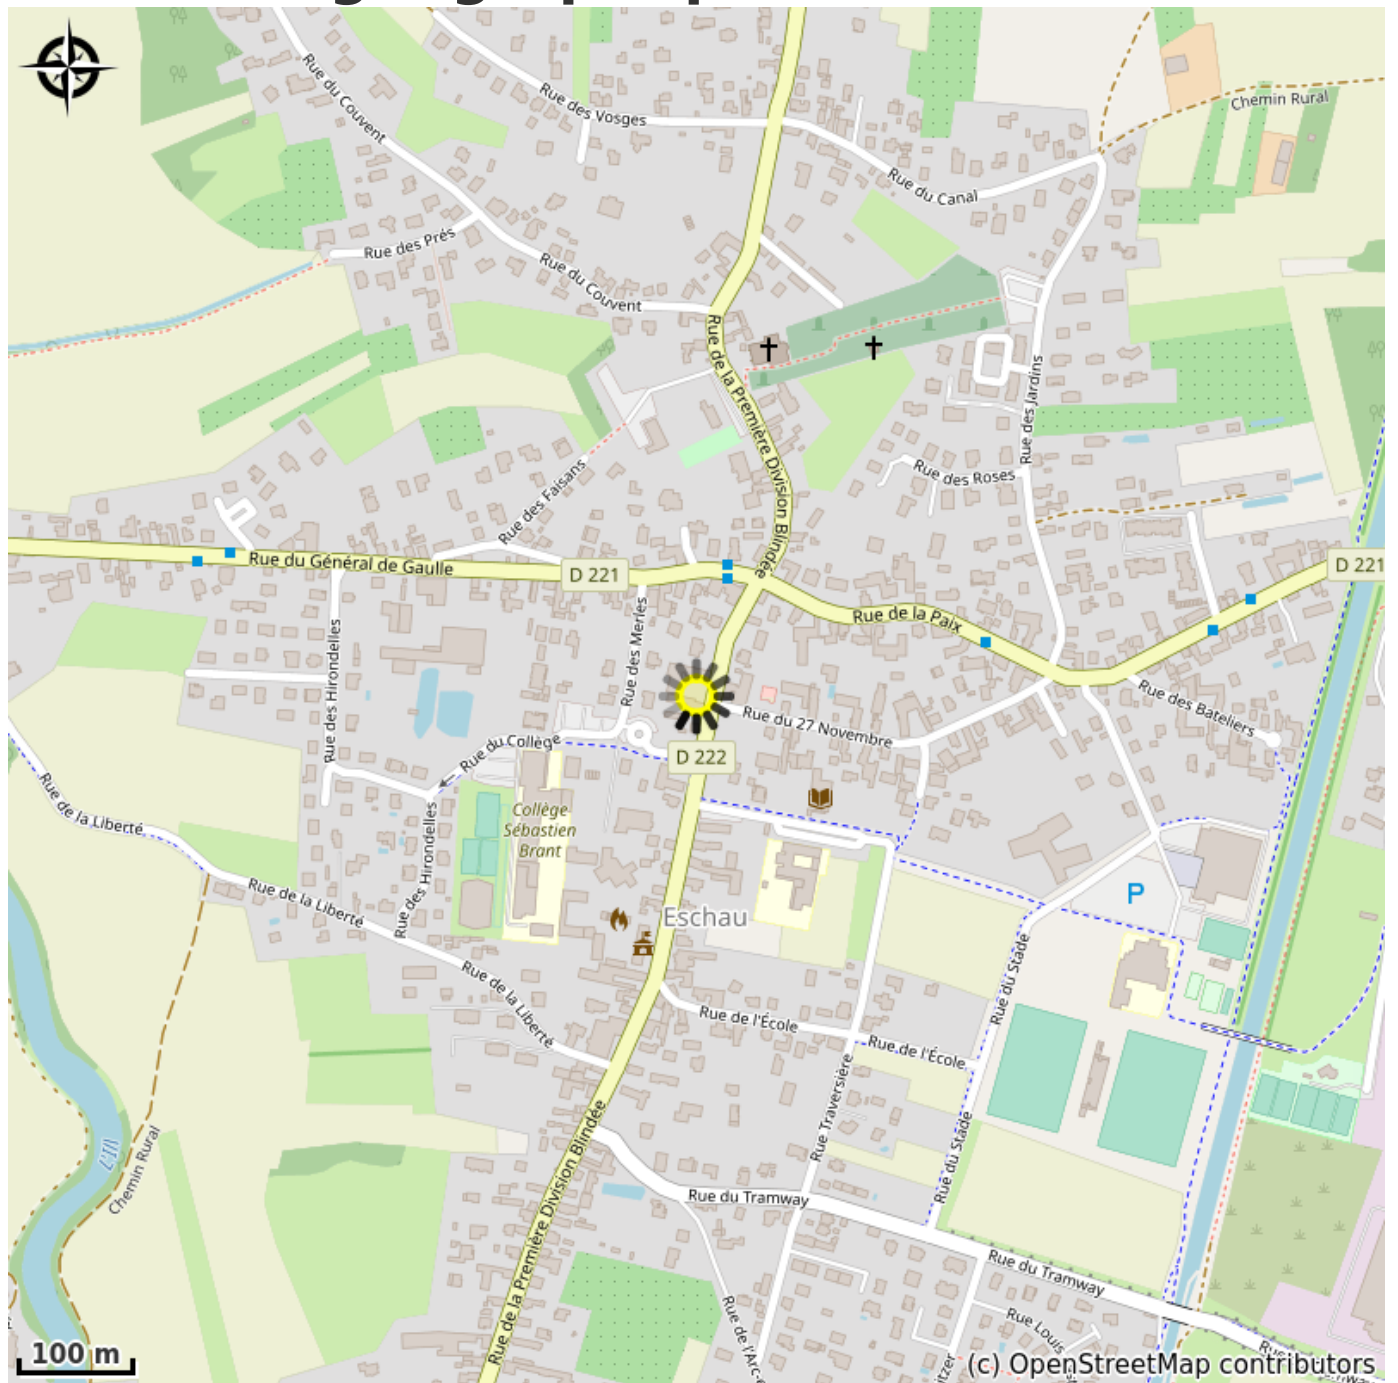 Rue du Couvent
Rue des Vosges
Chemin Rural
Rue du Canal
Rue des Prés
Rue du Couvent
Rue de la Première Division Blindée
Rue des Jardins
Rue des Roses
Rue des Faisans
Rue du Général de Gaulle
D 221
D 221
Rue des Merles
Rue de la Paix
Rue des Hirondelles
Rue des Bateliers
Rue du 27 Novembre
Rue du Collège
D 222
Rue de la Liberté
Collège
Sébastien
Brant
P
Rue des Hirondelles
Rue de la Liberté
Eschau
Rue de la Liberté
Rue du Stade
Rue de l'École
Rue de l'École
Rue Traversière
Rue du Stade
Chemin Rural
L'Ill
Rue de la Première Division Blindée
Rue du Tramway
Rue du Tramway
Rue Louis
100 m
(c) OpenStreetMap contributors